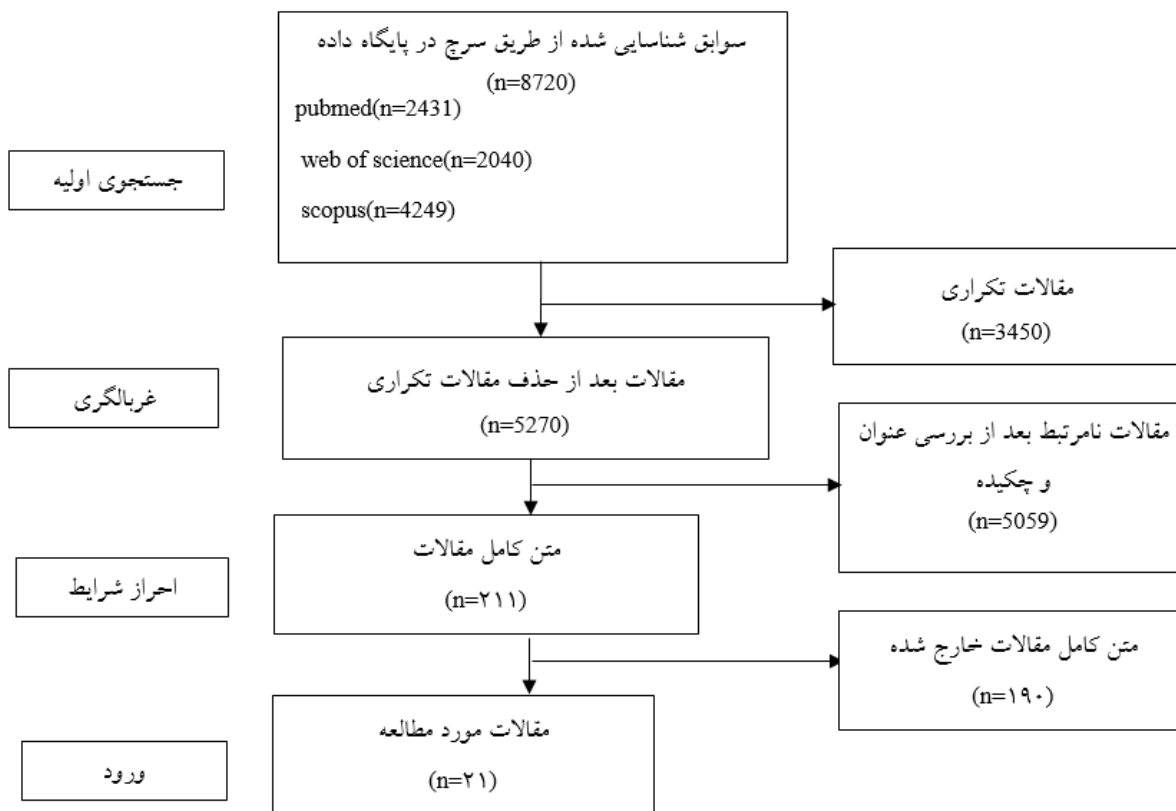 سوابق شناسایی شده از طریق سرچ در پایگاه داده
(n=8720)
pubmed(n=2431)
web of science(n=2040)
scopus(n=4249)
جستجوی اولیه
مقالات تکراری
(n=3450)
مقالات بعد از حذف مقالات تکراری
(n=5270)
غربالگری
مقالات نامرتبط بعد از بررسی عنوان
و چکیده
(n=5059)
متن کامل مقالات
(n=۲۱۱)
احراز شرایط
متن کامل مقالات خارج شده
(n=۱۹۰)
مقالات مورد مطالعه
(n=۲۱)
ورود